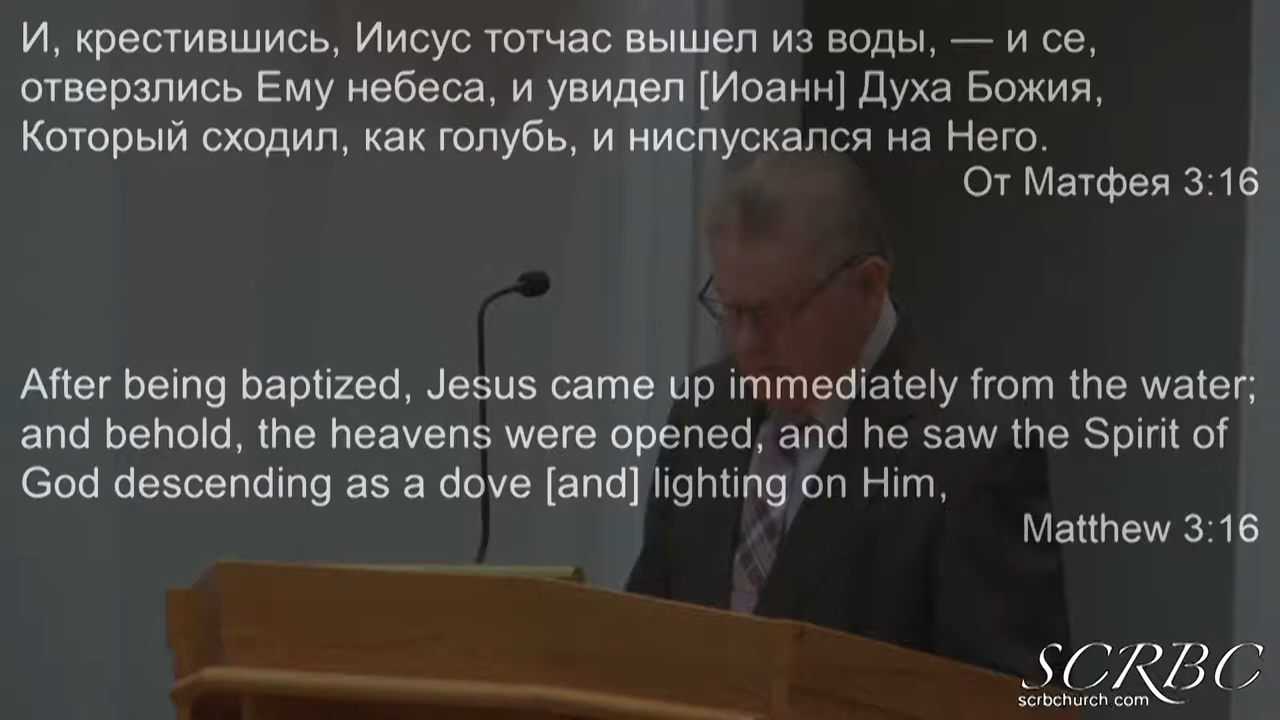 И, крестившись, Иисус тотчас вышел из воды, — и се,
отверзлись Ему небеса, и увидел [Иоанн] Духа Божия,
Который сходил, как голубь, и ниспускался на Него.
От Матфея 3:16
After being baptized, Jesus came up immediately from the water;
and behold, the heavens were opened, and he saw the Spirit of
God descending as a dove [and] lighting on Him,
Matthew 3:16
SCRBC
scrbchurch.com